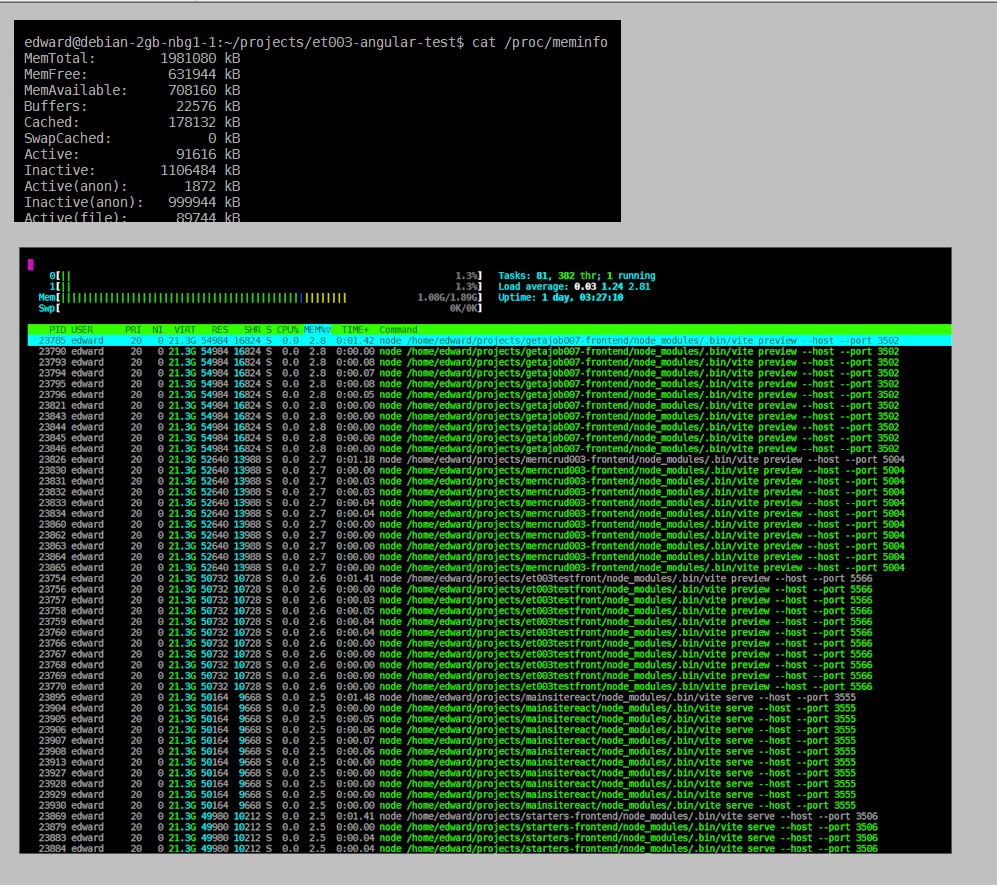 edward@debian-2gb-nbg1-1:~/projects/et003-angular-test$ cat /proc/meminfo
MemTotal: 1981080 kB
MemFree: 631944 kB
MemAvailable: 708160 kB
Buffers: 22576 kB
Cached: 178132 kB
SwapCached: 0 kB
Active: 91616 kB
Inactive: 1106484 kB
Active(anon): 1872 kB
Inactive(anon): 999944 kB
Active(file): 89744 kB
0[|| 1.3%] Tasks: 81, 382 thr; 1 running
1[|| 1.3%] Load average: 0.03 1.24 2.81
Mem[||||||||||||||||||||||||||||||||||||||||||||||||||||| 1.08G/1.89G] Uptime: 1 day, 03:27:10
Swp[ 0K/0K]
PID USER PRI NI VIRT RES SHR S CPU% MEM%▽ TIME+ Command
23785 edward 20 0 21.3G 54984 16824 S 0.0 2.8 0:01.42 node /home/edward/projects/getajob007-frontend/node_modules/.bin/vite preview --host --port 3502
23790 edward 20 0 21.3G 54984 16824 S 0.0 2.8 0:00.00 node /home/edward/projects/getajob007-frontend/node_modules/.bin/vite preview --host --port 3502
23793 edward 20 0 21.3G 54984 16824 S 0.0 2.8 0:00.08 node /home/edward/projects/getajob007-frontend/node_modules/.bin/vite preview --host --port 3502
23794 edward 20 0 21.3G 54984 16824 S 0.0 2.8 0:00.07 node /home/edward/projects/getajob007-frontend/node_modules/.bin/vite preview --host --port 3502
23795 edward 20 0 21.3G 54984 16824 S 0.0 2.8 0:00.08 node /home/edward/projects/getajob007-frontend/node_modules/.bin/vite preview --host --port 3502
23796 edward 20 0 21.3G 54984 16824 S 0.0 2.8 0:00.05 node /home/edward/projects/getajob007-frontend/node_modules/.bin/vite preview --host --port 3502
23821 edward 20 0 21.3G 54984 16824 S 0.0 2.8 0:00.00 node /home/edward/projects/getajob007-frontend/node_modules/.bin/vite preview --host --port 3502
23843 edward 20 0 21.3G 54984 16824 S 0.0 2.8 0:00.00 node /home/edward/projects/getajob007-frontend/node_modules/.bin/vite preview --host --port 3502
23844 edward 20 0 21.3G 54984 16824 S 0.0 2.8 0:00.00 node /home/edward/projects/getajob007-frontend/node_modules/.bin/vite preview --host --port 3502
23845 edward 20 0 21.3G 54984 16824 S 0.0 2.8 0:00.00 node /home/edward/projects/getajob007-frontend/node_modules/.bin/vite preview --host --port 3502
23846 edward 20 0 21.3G 54984 16824 S 0.0 2.8 0:00.00 node /home/edward/projects/getajob007-frontend/node_modules/.bin/vite preview --host --port 3502
23826 edward 20 0 21.3G 52640 13988 S 0.0 2.7 0:01.18 node /home/edward/projects/merncrud003-frontend/node_modules/.bin/vite preview --host --port 5004
23830 edward 20 0 21.3G 52640 13988 S 0.0 2.7 0:00.00 node /home/edward/projects/merncrud003-frontend/node_modules/.bin/vite preview --host --port 5004
23831 edward 20 0 21.3G 52640 13988 S 0.0 2.7 0:00.03 node /home/edward/projects/merncrud003-frontend/node_modules/.bin/vite preview --host --port 5004
23832 edward 20 0 21.3G 52640 13988 S 0.0 2.7 0:00.03 node /home/edward/projects/merncrud003-frontend/node_modules/.bin/vite preview --host --port 5004
23833 edward 20 0 21.3G 52640 13988 S 0.0 2.7 0:00.04 node /home/edward/projects/merncrud003-frontend/node_modules/.bin/vite preview --host --port 5004
23834 edward 20 0 21.3G 52640 13988 S 0.0 2.7 0:00.04 node /home/edward/projects/merncrud003-frontend/node_modules/.bin/vite preview --host --port 5004
23860 edward 20 0 21.3G 52640 13988 S 0.0 2.7 0:00.00 node /home/edward/projects/merncrud003-frontend/node_modules/.bin/vite preview --host --port 5004
23862 edward 20 0 21.3G 52640 13988 S 0.0 2.7 0:00.00 node /home/edward/projects/merncrud003-frontend/node_modules/.bin/vite preview --host --port 5004
23863 edward 20 0 21.3G 52640 13988 S 0.0 2.7 0:00.00 node /home/edward/projects/merncrud003-frontend/node_modules/.bin/vite preview --host --port 5004
23864 edward 20 0 21.3G 52640 13988 S 0.0 2.7 0:00.00 node /home/edward/projects/merncrud003-frontend/node_modules/.bin/vite preview --host --port 5004
23865 edward 20 0 21.3G 52640 13988 S 0.0 2.7 0:00.00 node /home/edward/projects/merncrud003-frontend/node_modules/.bin/vite preview --host --port 5004
23754 edward 20 0 21.3G 50732 10728 S 0.0 2.6 0:01.41 node /home/edward/projects/et003testfront/node_modules/.bin/vite preview --host --port 5566
23756 edward 20 0 21.3G 50732 10728 S 0.0 2.6 0:00.00 node /home/edward/projects/et003testfront/node_modules/.bin/vite preview --host --port 5566
23757 edward 20 0 21.3G 50732 10728 S 0.0 2.6 0:00.03 node /home/edward/projects/et003testfront/node_modules/.bin/vite preview --host --port 5566
23758 edward 20 0 21.3G 50732 10728 S 0.0 2.6 0:00.05 node /home/edward/projects/et003testfront/node_modules/.bin/vite preview --host --port 5566
23759 edward 20 0 21.3G 50732 10728 S 0.0 2.6 0:00.04 node /home/edward/projects/et003testfront/node_modules/.bin/vite preview --host --port 5566
23760 edward 20 0 21.3G 50732 10728 S 0.0 2.6 0:00.04 node /home/edward/projects/et003testfront/node_modules/.bin/vite preview --host --port 5566
23766 edward 20 0 21.3G 50732 10728 S 0.0 2.6 0:00.00 node /home/edward/projects/et003testfront/node_modules/.bin/vite preview --host --port 5566
23767 edward 20 0 21.3G 50732 10728 S 0.0 2.6 0:00.00 node /home/edward/projects/et003testfront/node_modules/.bin/vite preview --host --port 5566
23768 edward 20 0 21.3G 50732 10728 S 0.0 2.6 0:00.00 node /home/edward/projects/et003testfront/node_modules/.bin/vite preview --host --port 5566
23769 edward 20 0 21.3G 50732 10728 S 0.0 2.6 0:00.00 node /home/edward/projects/et003testfront/node_modules/.bin/vite preview --host --port 5566
23770 edward 20 0 21.3G 50732 10728 S 0.0 2.6 0:00.00 node /home/edward/projects/et003testfront/node_modules/.bin/vite preview --host --port 5566
23895 edward 20 0 21.3G 50164 9668 S 0.0 2.5 0:01.48 node /home/edward/projects/mainsitereact/node_modules/.bin/vite serve --host --port 3555
23904 edward 20 0 21.3G 50164 9668 S 0.0 2.5 0:00.00 node /home/edward/projects/mainsitereact/node_modules/.bin/vite serve --host --port 3555
23905 edward 20 0 21.3G 50164 9668 S 0.0 2.5 0:00.05 node /home/edward/projects/mainsitereact/node_modules/.bin/vite serve --host --port 3555
23906 edward 20 0 21.3G 50164 9668 S 0.0 2.5 0:00.06 node /home/edward/projects/mainsitereact/node_modules/.bin/vite serve --host --port 3555
23907 edward 20 0 21.3G 50164 9668 S 0.0 2.5 0:00.07 node /home/edward/projects/mainsitereact/node_modules/.bin/vite serve --host --port 3555
23908 edward 20 0 21.3G 50164 9668 S 0.0 2.5 0:00.06 node /home/edward/projects/mainsitereact/node_modules/.bin/vite serve --host --port 3555
23913 edward 20 0 21.3G 50164 9668 S 0.0 2.5 0:00.00 node /home/edward/projects/mainsitereact/node_modules/.bin/vite serve --host --port 3555
23927 edward 20 0 21.3G 50164 9668 S 0.0 2.5 0:00.00 node /home/edward/projects/mainsitereact/node_modules/.bin/vite serve --host --port 3555
23928 edward 20 0 21.3G 50164 9668 S 0.0 2.5 0:00.00 node /home/edward/projects/mainsitereact/node_modules/.bin/vite serve --host --port 3555
23929 edward 20 0 21.3G 50164 9668 S 0.0 2.5 0:00.00 node /home/edward/projects/mainsitereact/node_modules/.bin/vite serve --host --port 3555
23930 edward 20 0 21.3G 50164 9668 S 0.0 2.5 0:00.00 node /home/edward/projects/mainsitereact/node_modules/.bin/vite serve --host --port 3555
23869 edward 20 0 21.3G 49980 10212 S 0.0 2.5 0:01.41 node /home/edward/projects/starters-frontend/node_modules/.bin/vite serve --host --port 3506
23879 edward 20 0 21.3G 49980 10212 S 0.0 2.5 0:00.00 node /home/edward/projects/starters-frontend/node_modules/.bin/vite serve --host --port 3506
23883 edward 20 0 21.3G 49980 10212 S 0.0 2.5 0:00.04 node /home/edward/projects/starters-frontend/node_modules/.bin/vite serve --host --port 3506
23884 edward 20 0 21.3G 49980 10212 S 0.0 2.5 0:00.04 node /home/edward/projects/starters-frontend/node_modules/.bin/vite serve --host --port 3506